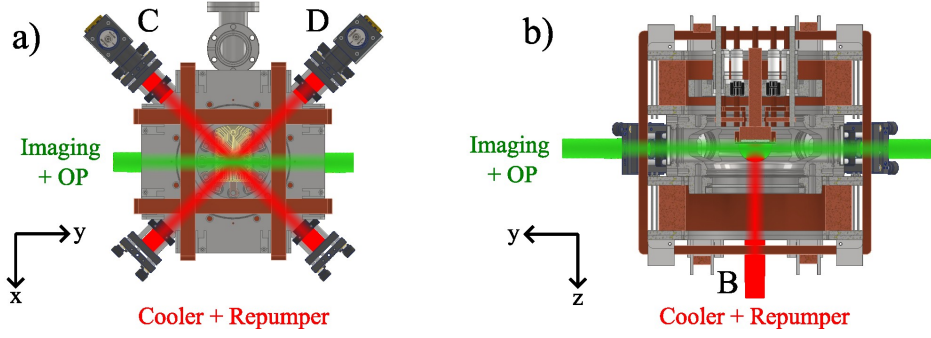 a)
C
D
Imaging
+ OP
y
x
Cooler + Repumper
b)
Imaging
+ OP
y
z
B
Cooler + Repumper